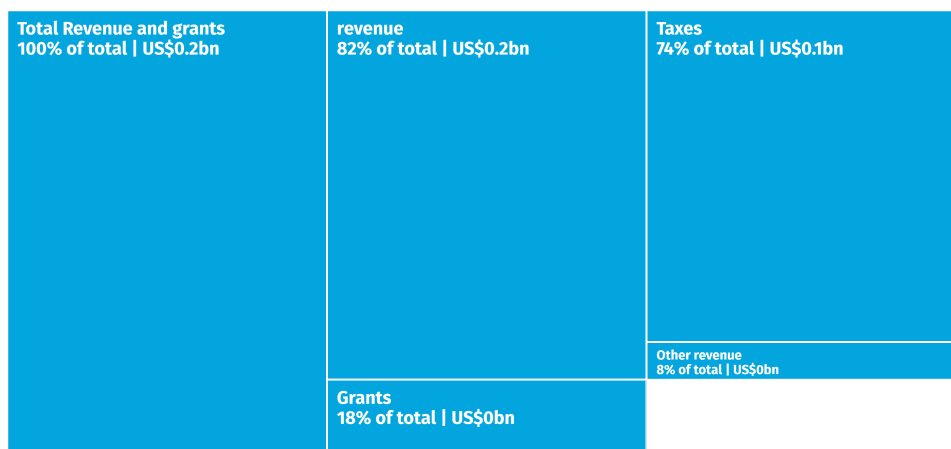 Total Revenue and grants
100% of total | US$0.2bn
revenue
82% of total | US$0.2bn
Taxes
74% of total | US$0.1bn
Other revenue
8% of total | US$0bn
Grants
18% of total | US$0bn